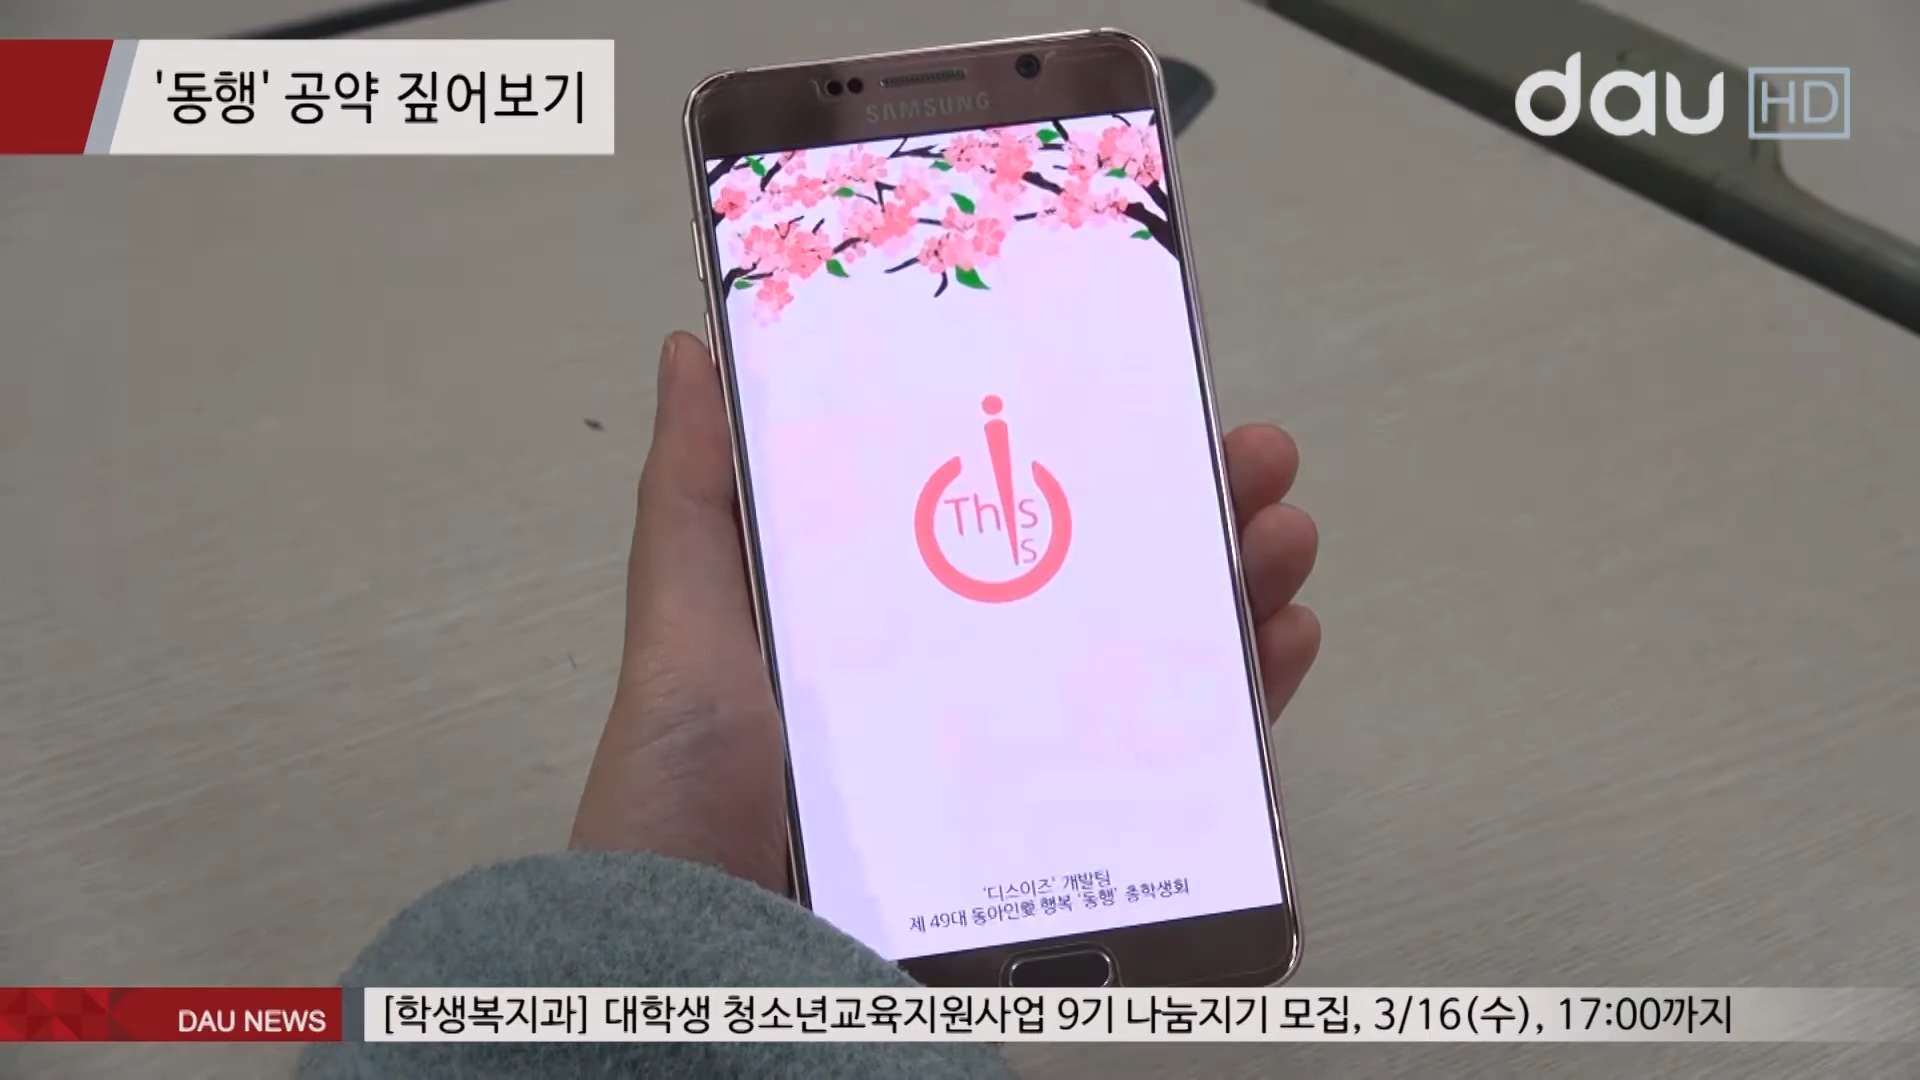 '동행' 공약 짚어보기
dau HD
SAMSUNG
This
is
'디스이즈' 개발팀
제 49대 동아인愛 행복 '동행' 총학생회
DAU NEWS
[학생복지과] 대학생 청소년교육지원사업 9기 나눔지기 모집, 3/16(수), 17:00까지